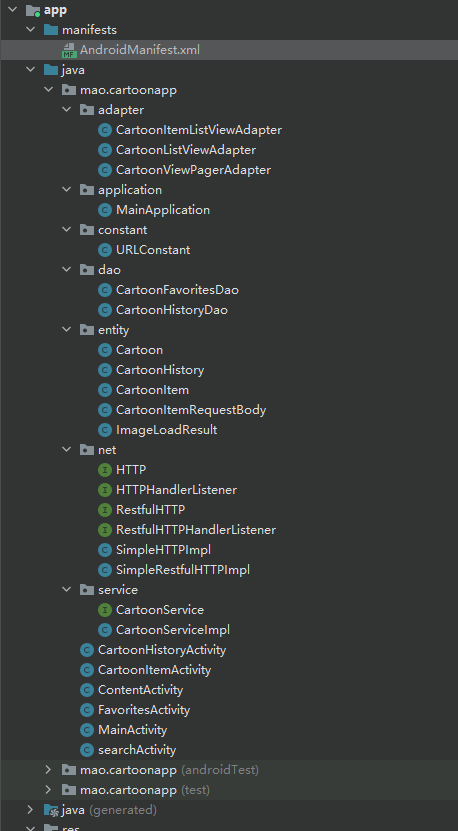 app
manifests
AndroidManifest.xml
java
mao.cartoonapp
adapter
CartoonItemListViewAdapter
CartoonListViewAdapter
CartoonViewPagerAdapter
application
MainApplication
constant
URLConstant
dao
CartoonFavoritesDao
CartoonHistoryDao
entity
Cartoon
CartoonHistory
CartoonItem
CartoonItemRequestBody
ImageLoadResult
net
HTTP
HTTPHandlerListener
RestfulHTTP
RestfulHTTPHandlerListener
SimpleHTTPImpl
SimpleRestfulHTTPImpl
service
CartoonService
CartoonServiceImpl
CartoonHistoryActivity
CartoonItemActivity
ContentActivity
FavoritesActivity
MainActivity
searchActivity
mao.cartoonapp (androidTest)
mao.cartoonapp (test)
java (generated)
res